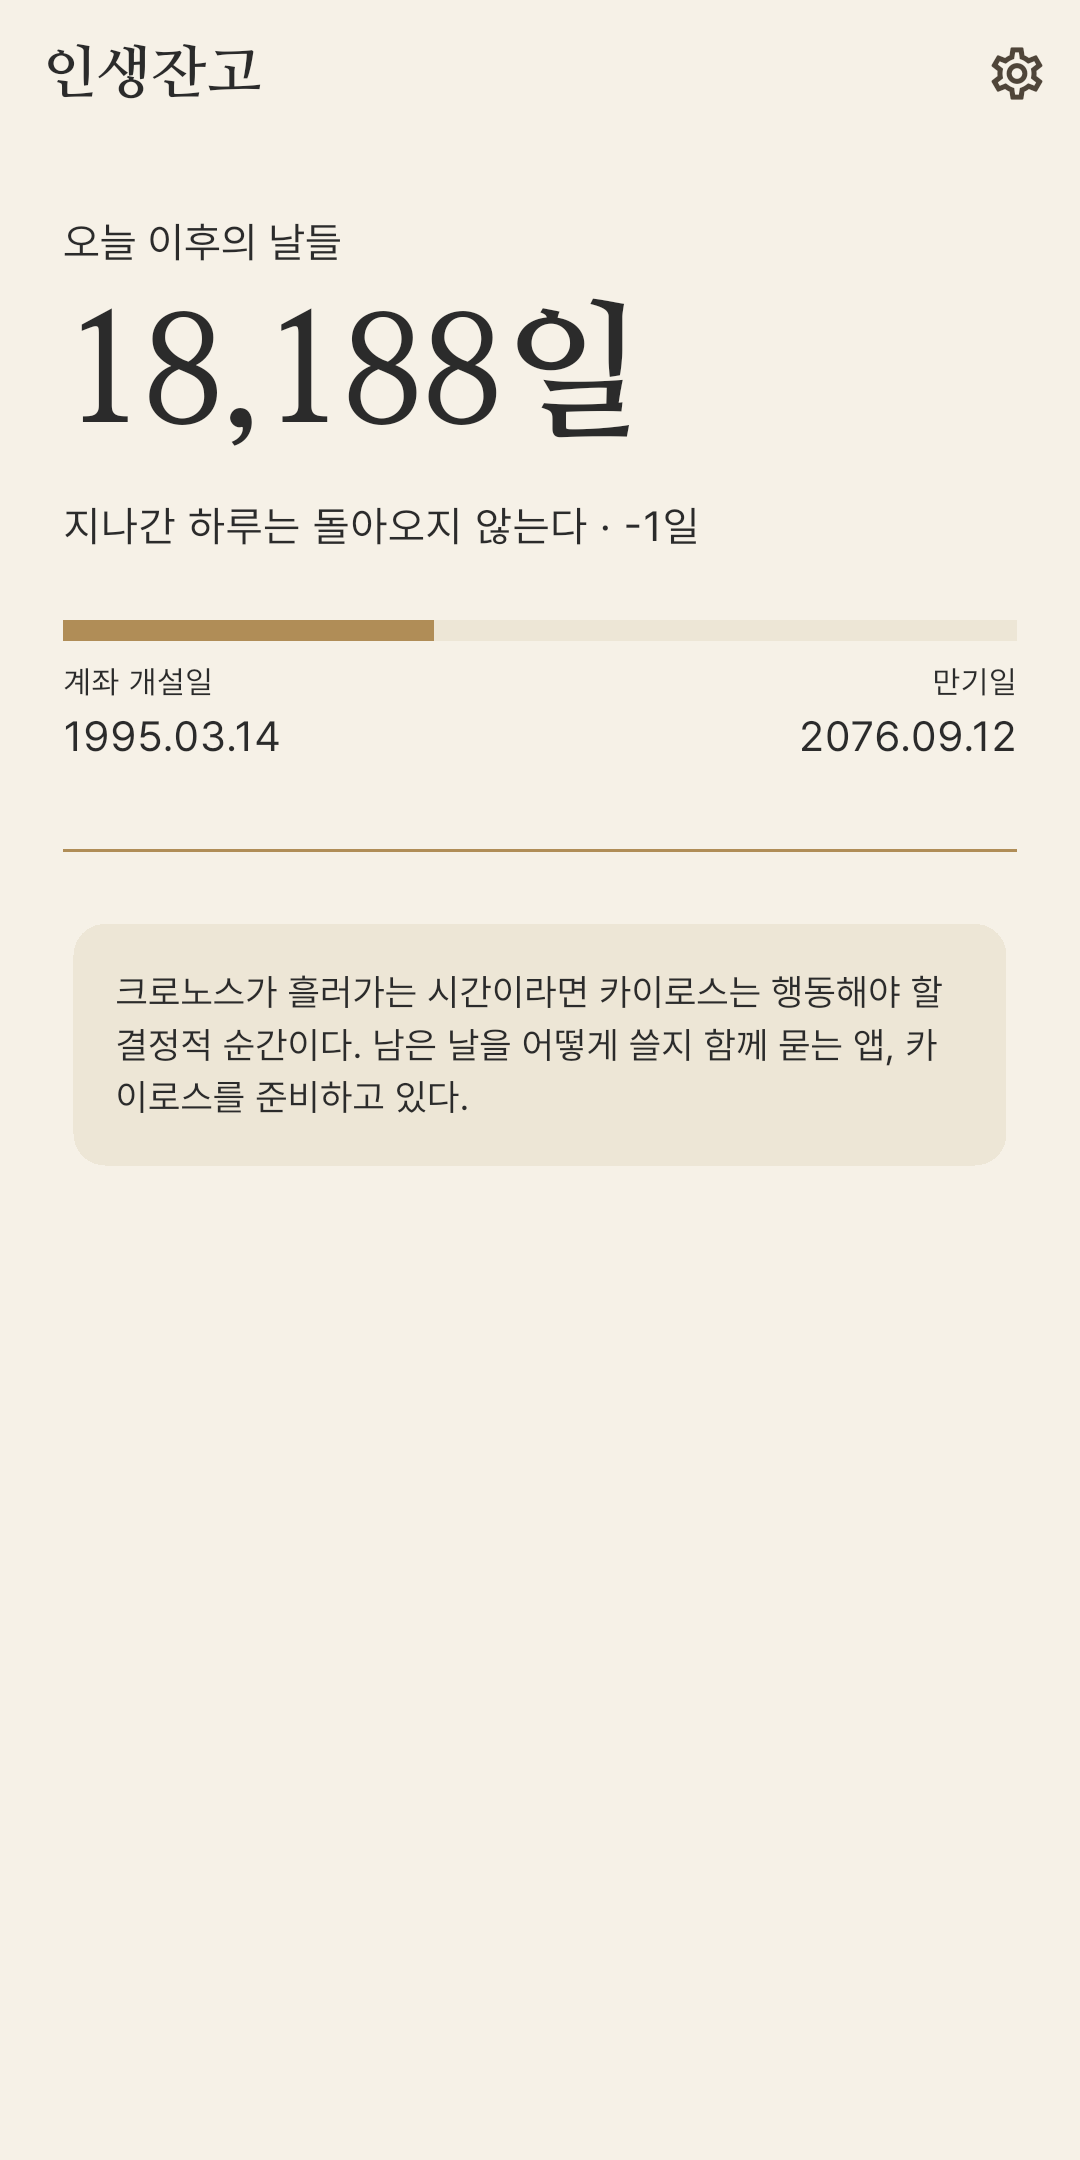 인생잔고
오늘 이후의 날들
18,188일
지나간 하루는 돌아오지 않는다 · -1일
계좌 개설일
만기일
1995.03.14
2076.09.12
크로노스가 흘러가는 시간이라면 카이로스는 행동해야 할
결정적 순간이다. 남은 날을 어떻게 쓸지 함께 묻는 앱, 카
이로스를 준비하고 있다.